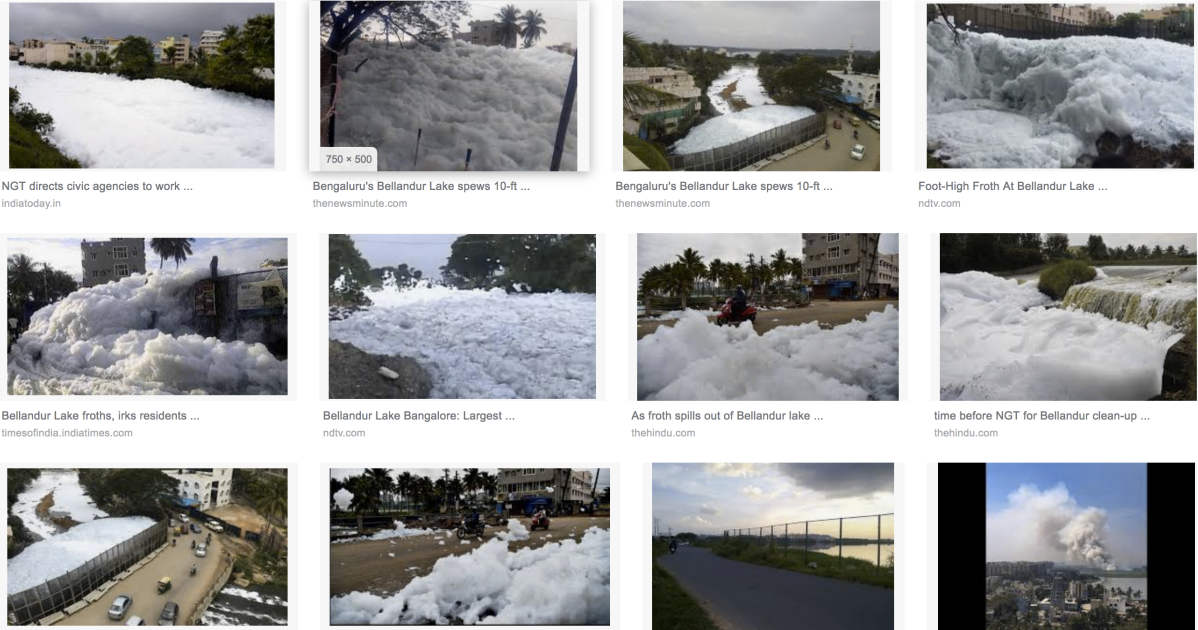 750 × 500
NGT directs civic agencies to work ...
indiatoday.in
Bengaluru's Bellandur Lake spews 10-ft ...
thenewsminute.com
Bengaluru's Bellandur Lake spews 10-ft ...
thenewsminute.com
Foot-High Froth At Bellandur Lake ...
ndtv.com
Bellandur Lake froths, irks residents ...
timesofindia.indiatimes.com
Bellandur Lake Bangalore: Largest ...
ndtv.com
As froth spills out of Bellandur lake ...
thehindu.com
time before NGT for Bellandur clean-up ...
thehindu.com